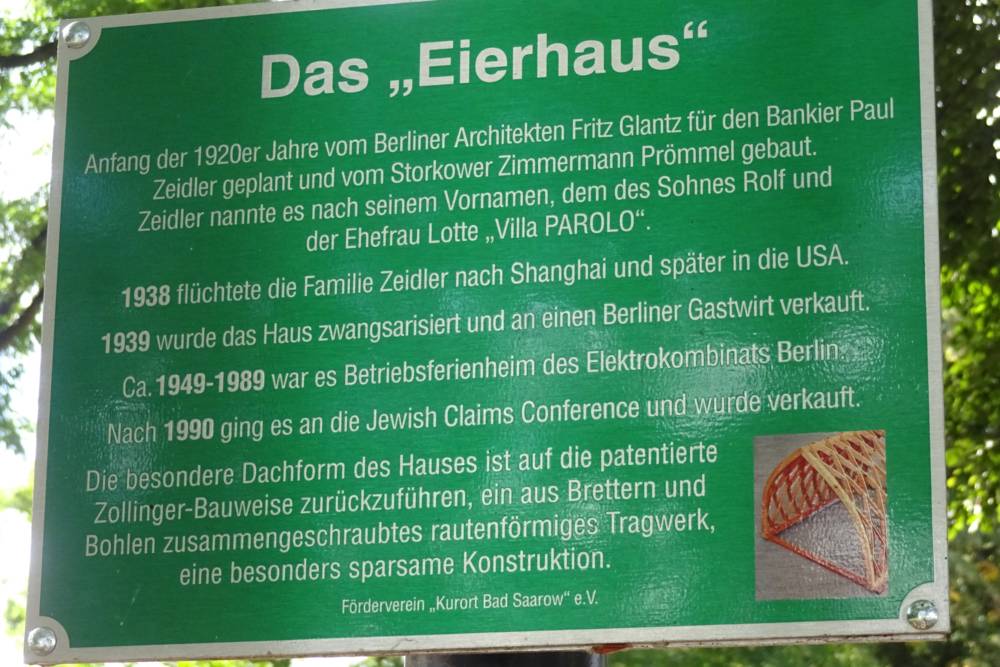 Das „Eierhaus“
Anfang der 1920er Jahre vom Berliner Architekten Fritz Glantz für den Bankier Paul
Zeidler geplant und vom Storkower Zimmermann Prömmel gebaut.
Zeidler nannte es nach seinem Vornamen, dem des Sohnes Rolf und
der Ehefrau Lotte „Villa PAROLO“.
1938 flüchtete die Familie Zeidler nach Shanghai und später in die USA.
1939 wurde das Haus zwangsarisiert und an einen Berliner Gastwirt verkauft.
Ca. 1949-1989 war es Betriebsferienheim des Elektrokombinats Berlin.
Nach 1990 ging es an die Jewish Claims Conference und wurde verkauft.
Die besondere Dachform des Hauses ist auf die patentierte
Zollinger-Bauweise zurückzuführen, ein aus Brettern und
Bohlen zusammengeschraubtes rautenförmiges Tragwerk,
eine besonders sparsame Konstruktion.
Förderverein „Kurort Bad Saarow“ e.V.